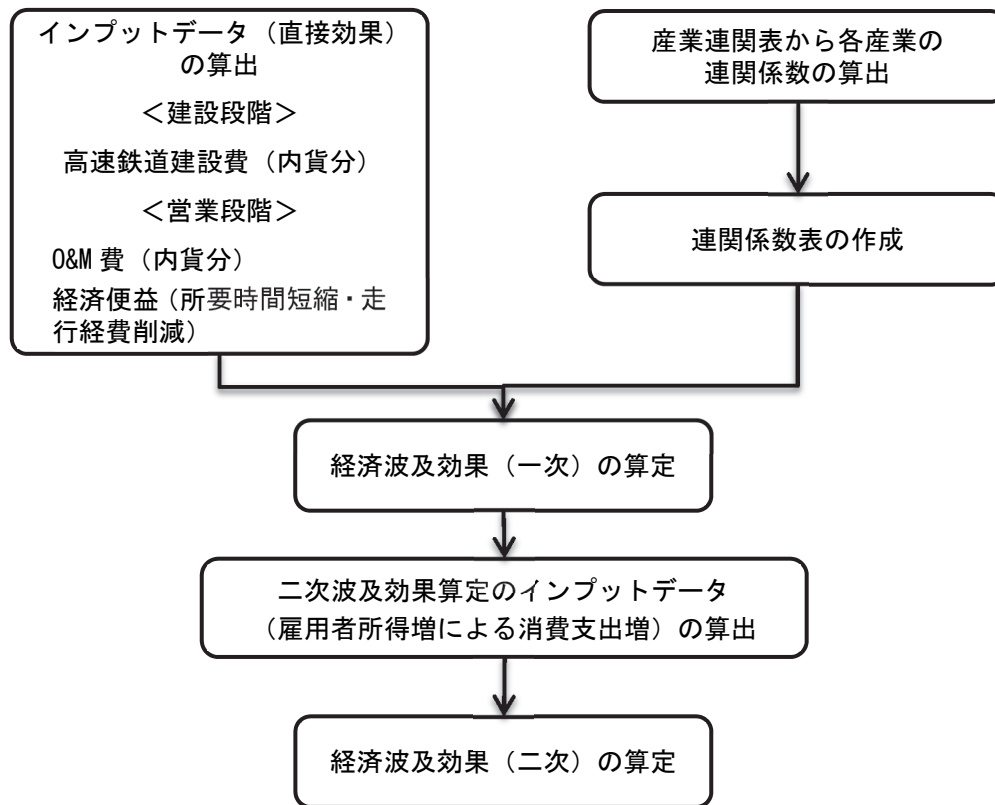 インプットデータ（直接効果）
の算出
＜建設段階＞
高速鉄道建設費（内貨分）
＜営業段階＞
O&M 費（内貨分）
経済便益（所要時間短縮・走
行経費削減）
産業連関表から各産業の
連関係数の算出
連関係数表の作成
経済波及効果（一次）の算定
二次波及効果算定のインプットデータ
（雇用者所得増による消費支出増）の算出
経済波及効果（二次）の算定